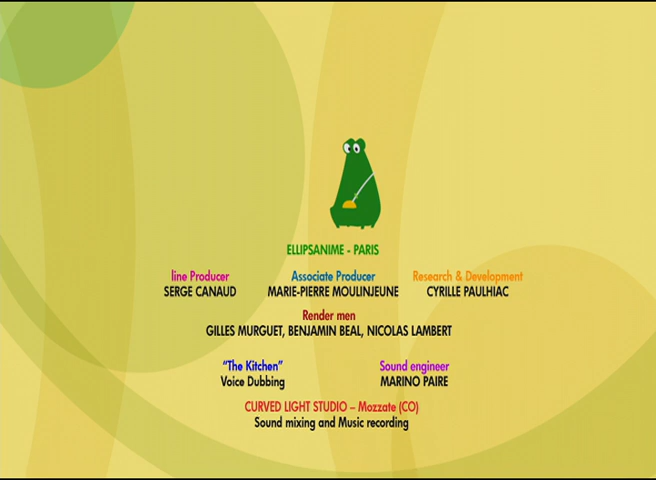 ELLIPSANIME - PARIS
line Producer Associate Producer Research & Development
SERGE CANAUD MARIE-PIERRE MOULINJEUNE CYRILLE PAULHIAC
Render men
GILLES MURGUET, BENJAMIN BEAL, NICOLAS LAMBERT
“The Kitchen” Sound engineer
Voice Dubbing MARINO PAIRE
CURVED LIGHT STUDIO – Mozzate (CO)
Sound mixing and Music recording